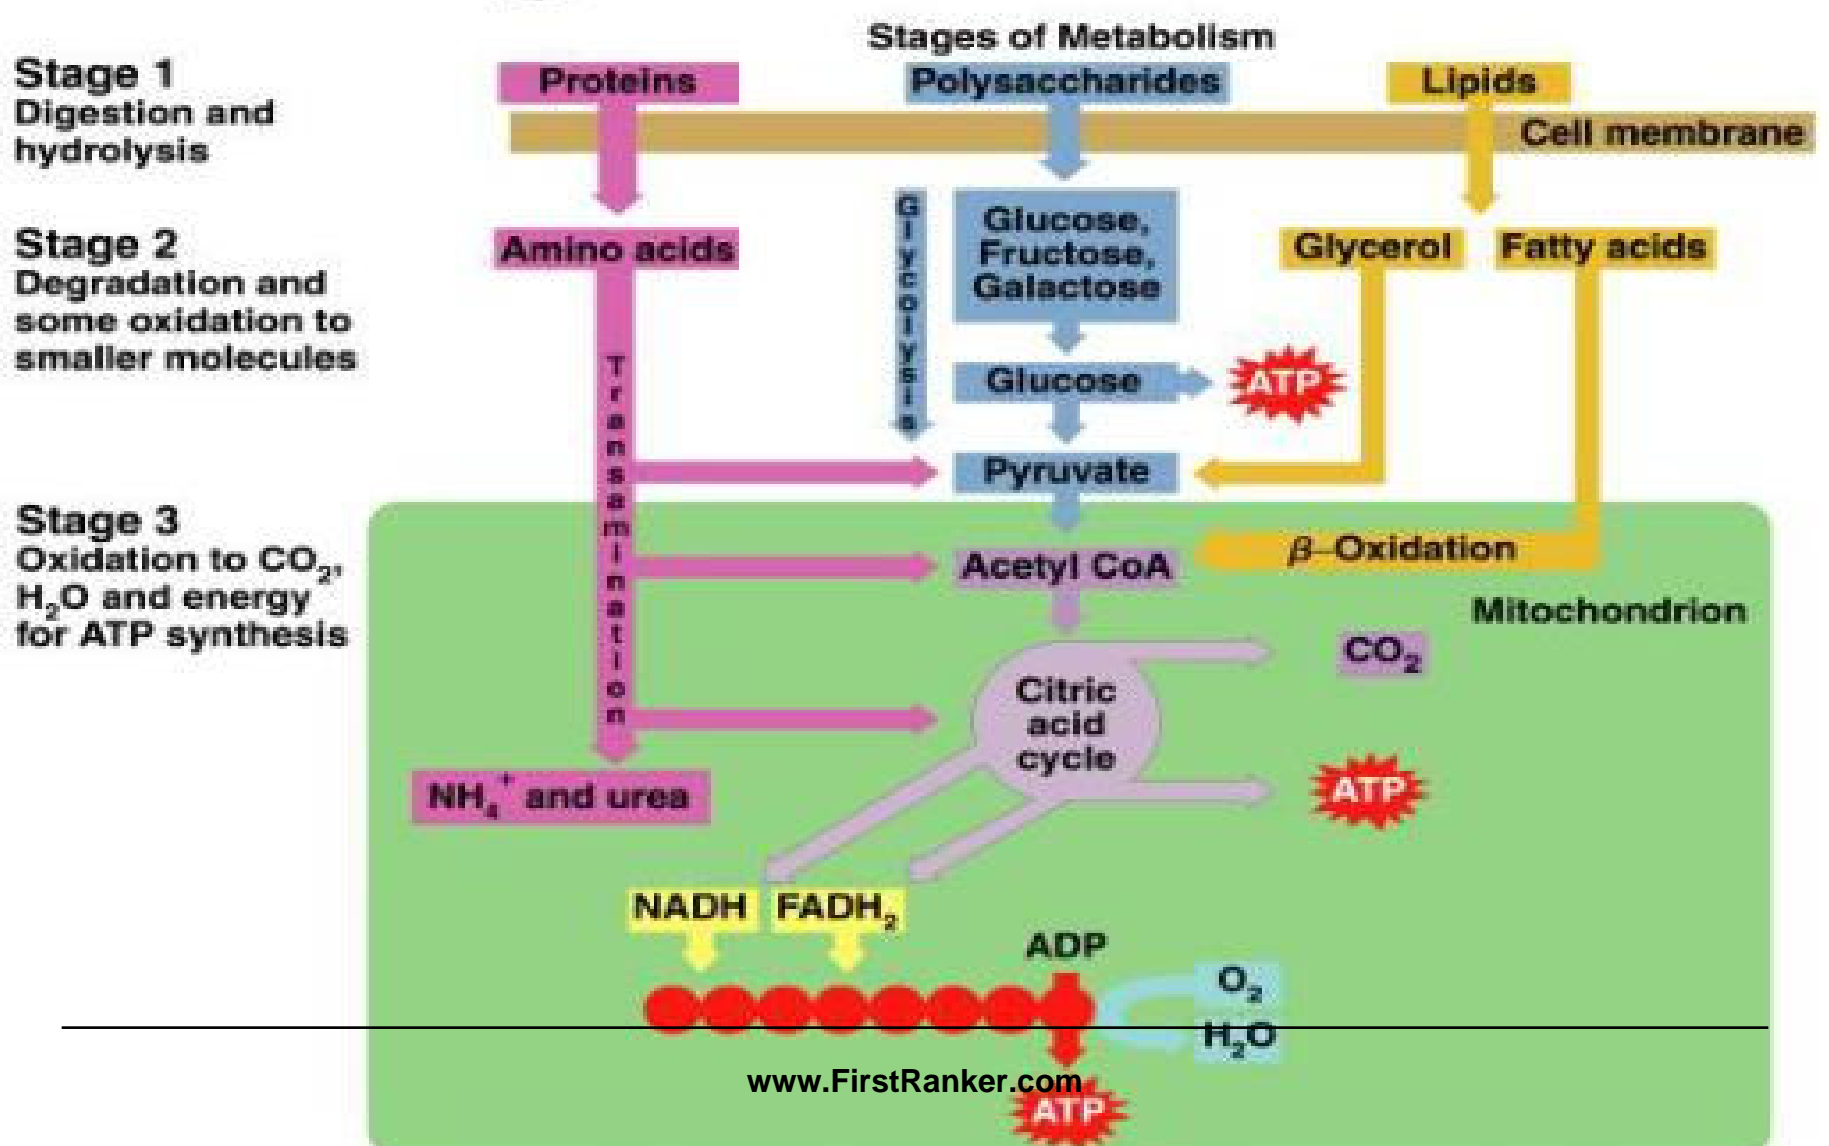 Stages of Metabolism
Stage 1
Digestion and
hydrolysis
Proteins
Polysaccharides
Lipids
Cell membrane
Stage 2
Degradation and
some oxidation to
smaller molecules
Amino acids
Glycolysis
Glucose,
Fructose,
Galactose
Glycerol
Fatty acids
Glucose
ATP
Transamination
Pyruvate
Stage 3
Oxidation to CO₂,
H₂O and energy
for ATP synthesis
Acetyl CoA
β–Oxidation
Mitochondrion
Citric
acid
cycle
CO₂
ATP
NH₄⁺ and urea
NADH
FADH₂
ADP
O₂
H₂O
www.FirstRanker.com
ATP